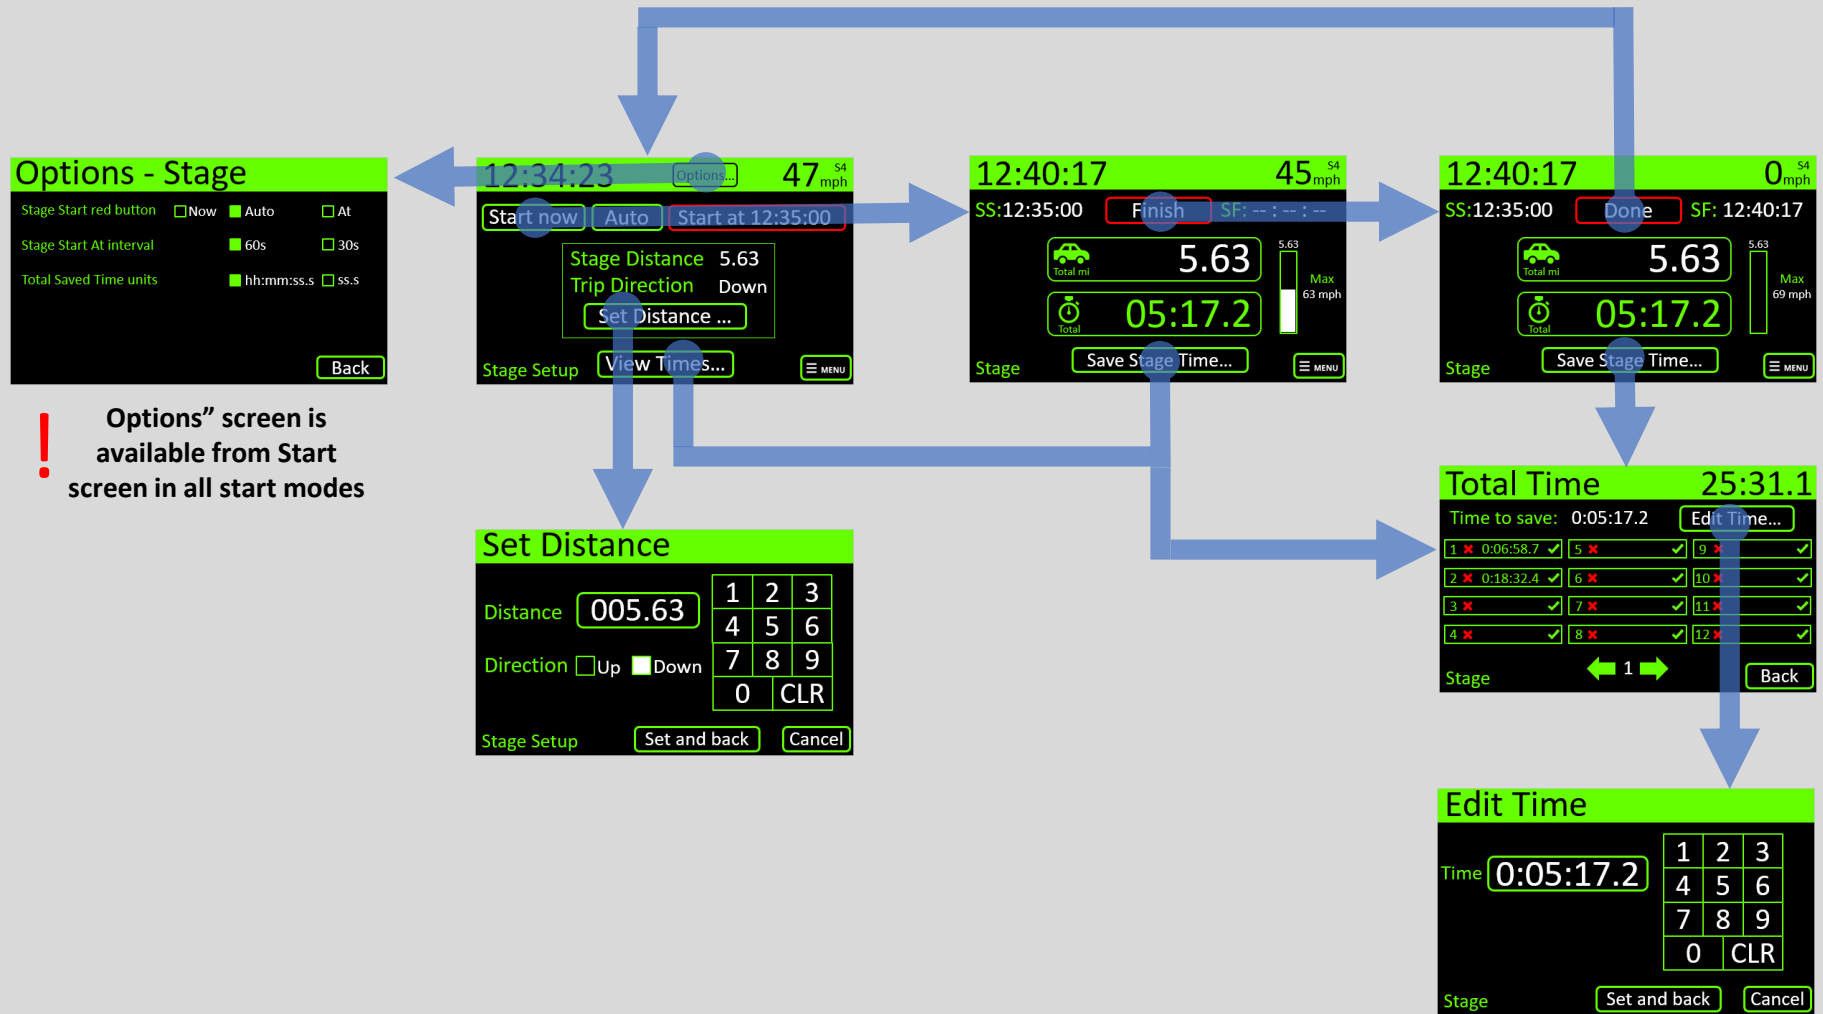 Options - Stage
Stage Start red button Now Auto At
Stage Start At interval 60s 30s
Total Saved Time units hh:mm:ss.s ss.s
Back
Options” screen is
available from Start
screen in all start modes
12:34:23 Options... 47 S4 mph
Start now Auto Start at 12:35:00
Stage Distance 5.63
Trip Direction Down
Set Distance ...
Stage Setup View Times... MENU
Set Distance
Distance 005.63
Direction Up Down
1 2 3
4 5 6
7 8 9
0 CLR
Stage Setup Set and back Cancel
12:40:17 45 S4 mph
SS:12:35:00 Finish SF: -- : -- : --
Total mi 5.63
5.63
Max
63 mph
Total 05:17.2
Stage Save Stage Time... MENU
12:40:17 0 S4 mph
SS:12:35:00 Done SF: 12:40:17
Total mi 5.63
5.63
Max
69 mph
Total 05:17.2
Stage Save Stage Time... MENU
Total Time 25:31.1
Time to save: 0:05:17.2 Edit Time...
1 0:06:58.7 5 9
2 0:18:32.4 6 10
3 7 11
4 8 12
Stage 1 Back
Edit Time
Time 0:05:17.2
1 2 3
4 5 6
7 8 9
0 CLR
Stage Set and back Cancel